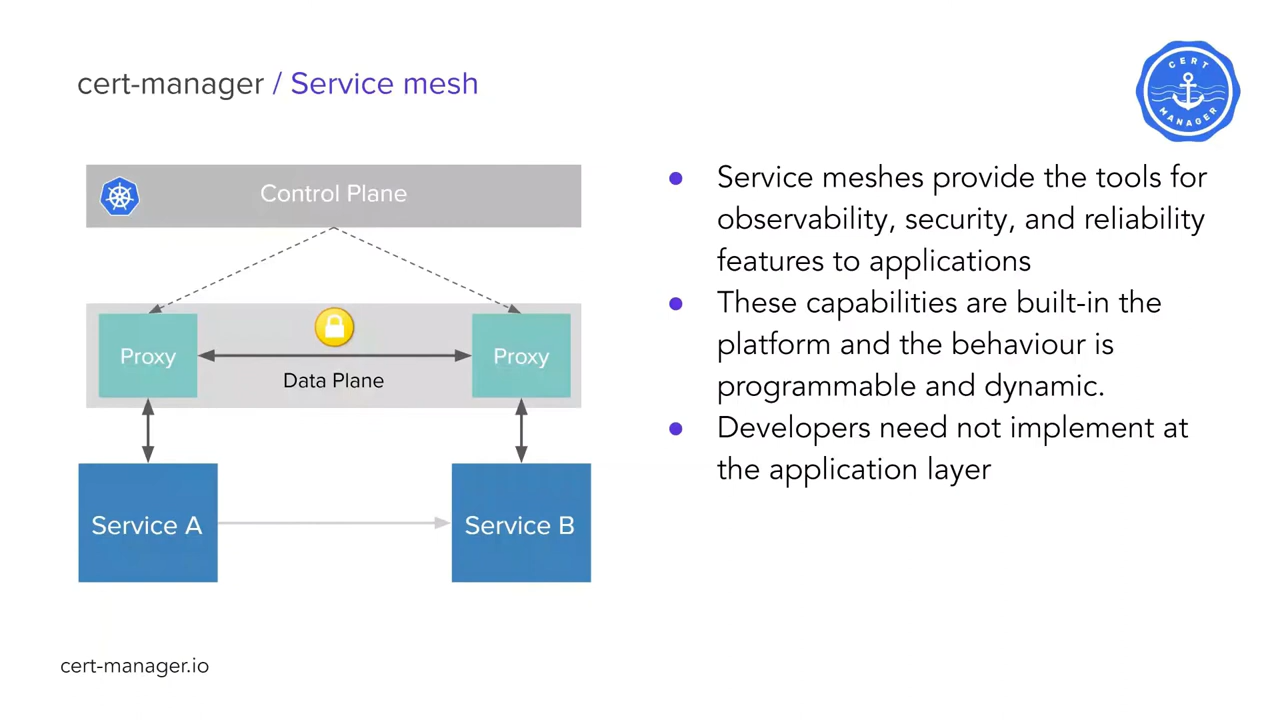 cert-manager / Service mesh
CERT
MANAGER
Control Plane
Proxy
Proxy
Data Plane
Service A
Service B
● Service meshes provide the tools for
observability, security, and reliability
features to applications
● These capabilities are built-in the
platform and the behaviour is
programmable and dynamic.
● Developers need not implement at
the application layer
cert-manager.io